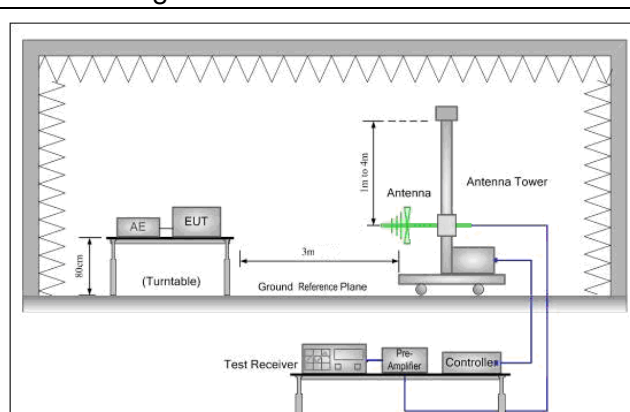 1m to 4m
Antenna
Antenna Tower
AE
EUT
80cm
(Turntable)
3m
Ground Reference Plane
Test Receiver
Pre-
Amplifier
Controller